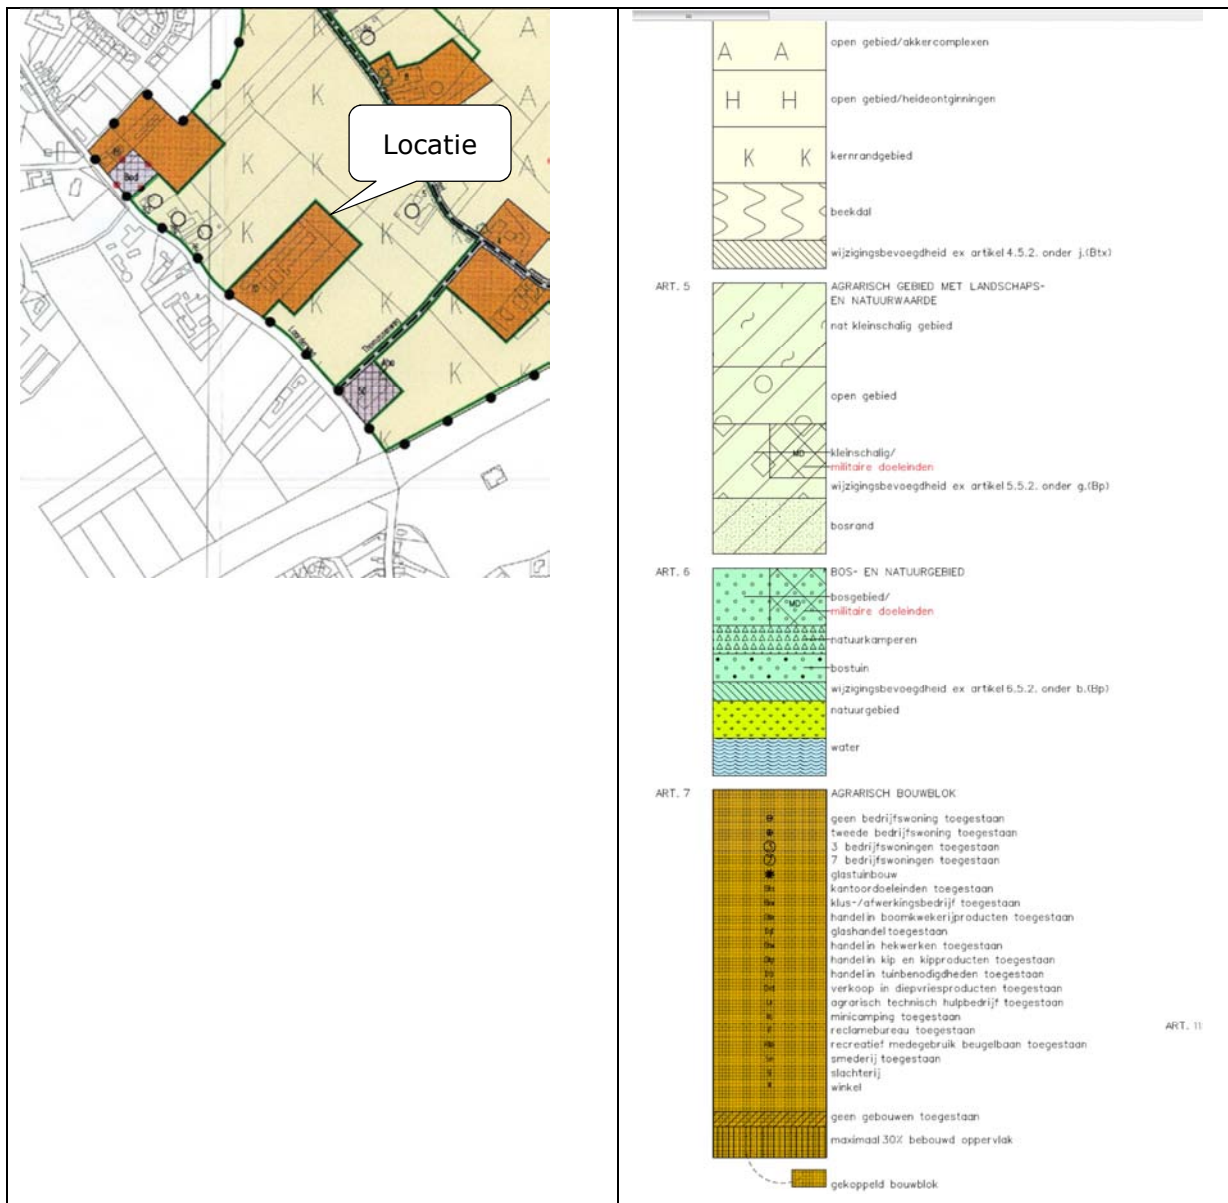 K
K
A
K
K
A
K
K
A
Locatie
K
K
A
Bed
K
K
K
K
K
K
K
K
K
A A
open gebied/akkercomplexen
H H
open gebied/heideontginningen
K K
kernrandgebied
beekdal
wijzigingsbevoegdheid ex artikel 4.5.2. onder j.(Btx)
ART. 5
AGRARISCH GEBIED MET LANDSCHAPS-
EN NATUURWAARDE
nat kleinschalig gebied
open gebied
MD
kleinschalig/
militaire doeleinden
wijzigingsbevoegdheid ex artikel 5.5.2. onder g.(Bp)
bosrand
ART. 6
BOS- EN NATUURGEBIED
MD
bosgebied/
militaire doeleinden
natuurkamperen
bostuin
wijzigingsbevoegdheid ex artikel 6.5.2. onder b.(Bp)
natuurgebied
water
ART. 7
AGRARISCH BOUWBLOK
geen bedrijfswoning toegestaan
tweede bedrijfswoning toegestaan
3 bedrijfswoningen toegestaan
7 bedrijfswoningen toegestaan
glastuinbouw
kantoordoeleinden toegestaan
klus-/afwerkingsbedrijf toegestaan
handel in boomkwekerijproducten toegestaan
glashandel toegestaan
handel in hekwerken toegestaan
handel in kip en kipproducten toegestaan
handel in tuinbenodigdheden toegestaan
verkoop in diepvriesproducten toegestaan
agrarisch technisch hulpbedrijf toegestaan
minicamping toegestaan
reclamebureau toegestaan
ART. 11
recreatief medegebruik beugelbaan toegestaan
smederij toegestaan
slachterij
winkel
geen gebouwen toegestaan
maximaal 30% bebouwd oppervlak
gekoppeld bouwblok